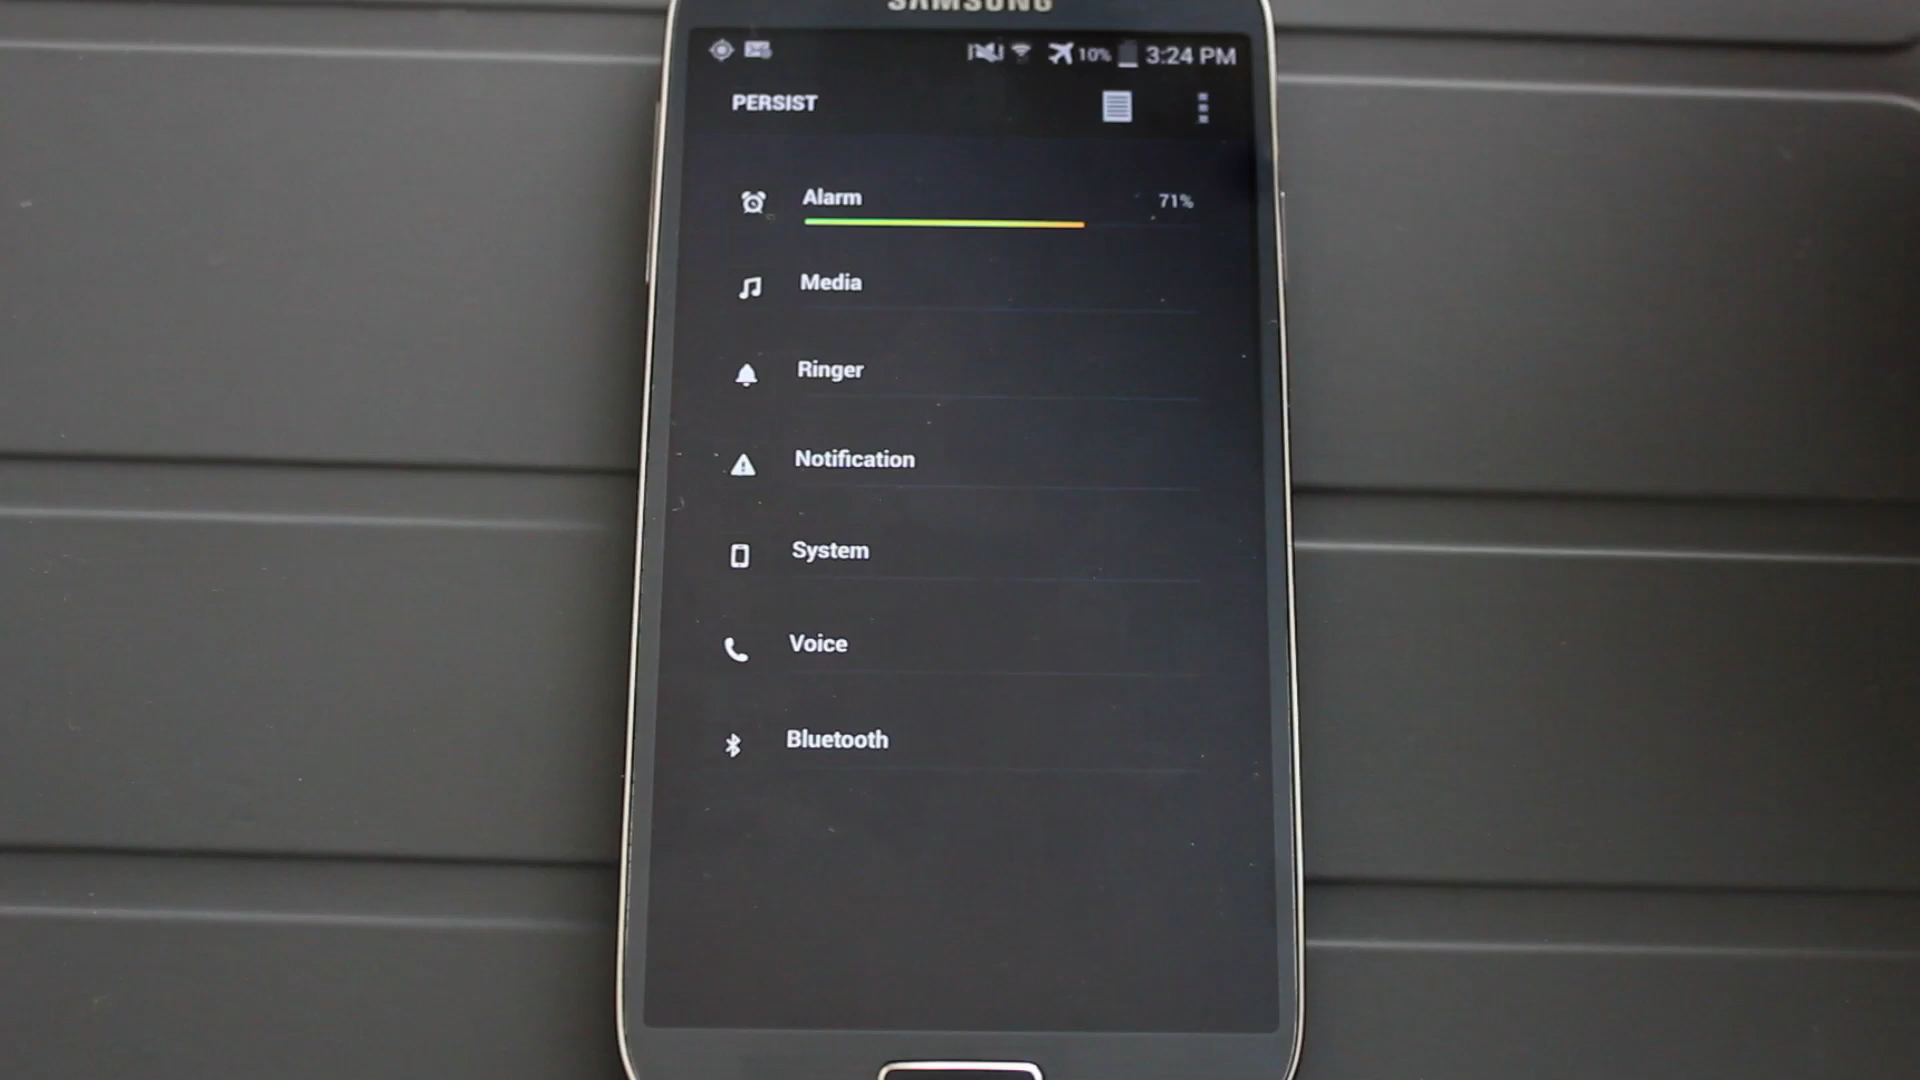 SAMSUNG
10% 3:24 PM
PERSIST
Alarm 71%
Media
Ringer
Notification
System
Voice
Bluetooth